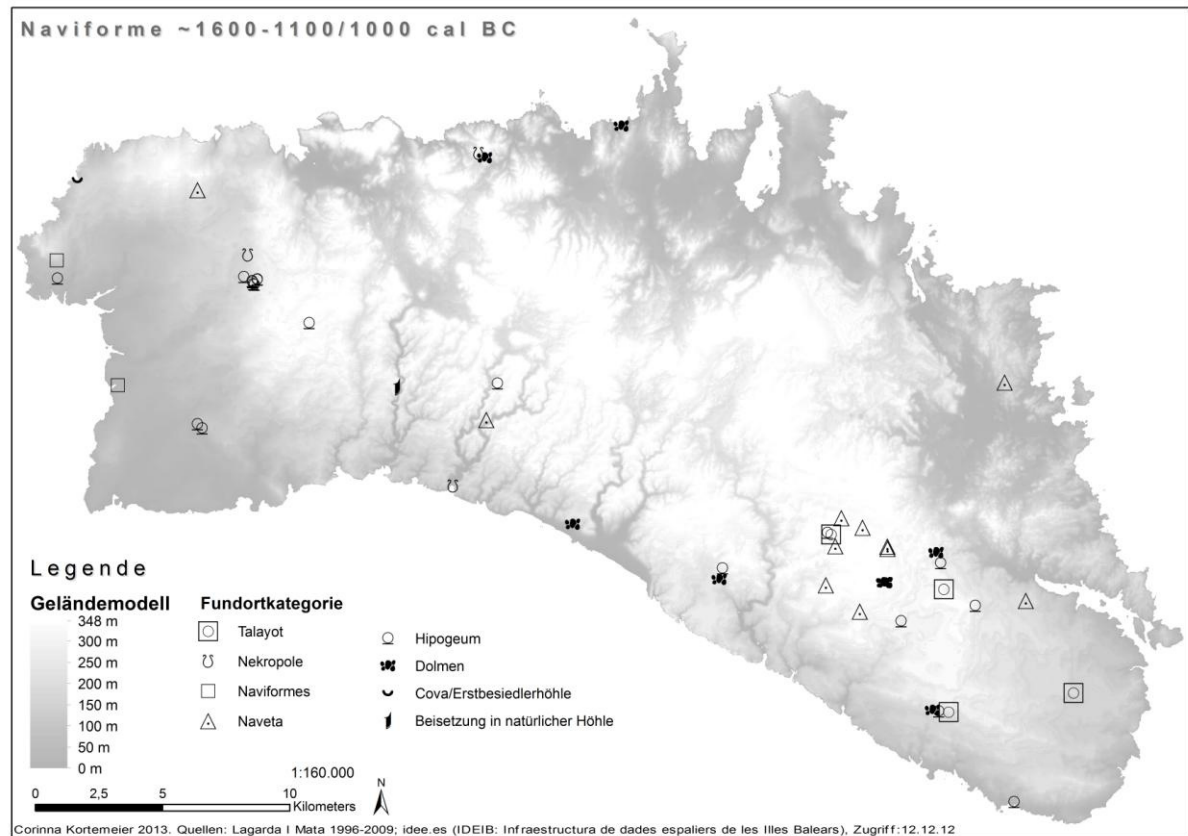 Naviforme ~1600-1100/1000 cal BC
Legende
Geländemodell
348 m
300 m
250 m
200 m
150 m
100 m
50 m
0 m
Fundortkategorie
Talayot
Nekropole
Naviformes
Naveta
Hipogeum
Dolmen
Cova/Erstbesiedlerhöhle
Beisetzung in natürlicher Höhle
1:160.000
0 2,5 5 10
Kilometers
N
Corinna Kortemeier 2013. Quellen: Lagarda I Mata 1996-2009; idee.es (IDEIB: Infraestructura de dades espaliers de les Illes Balears), Zugriff:12.12.12